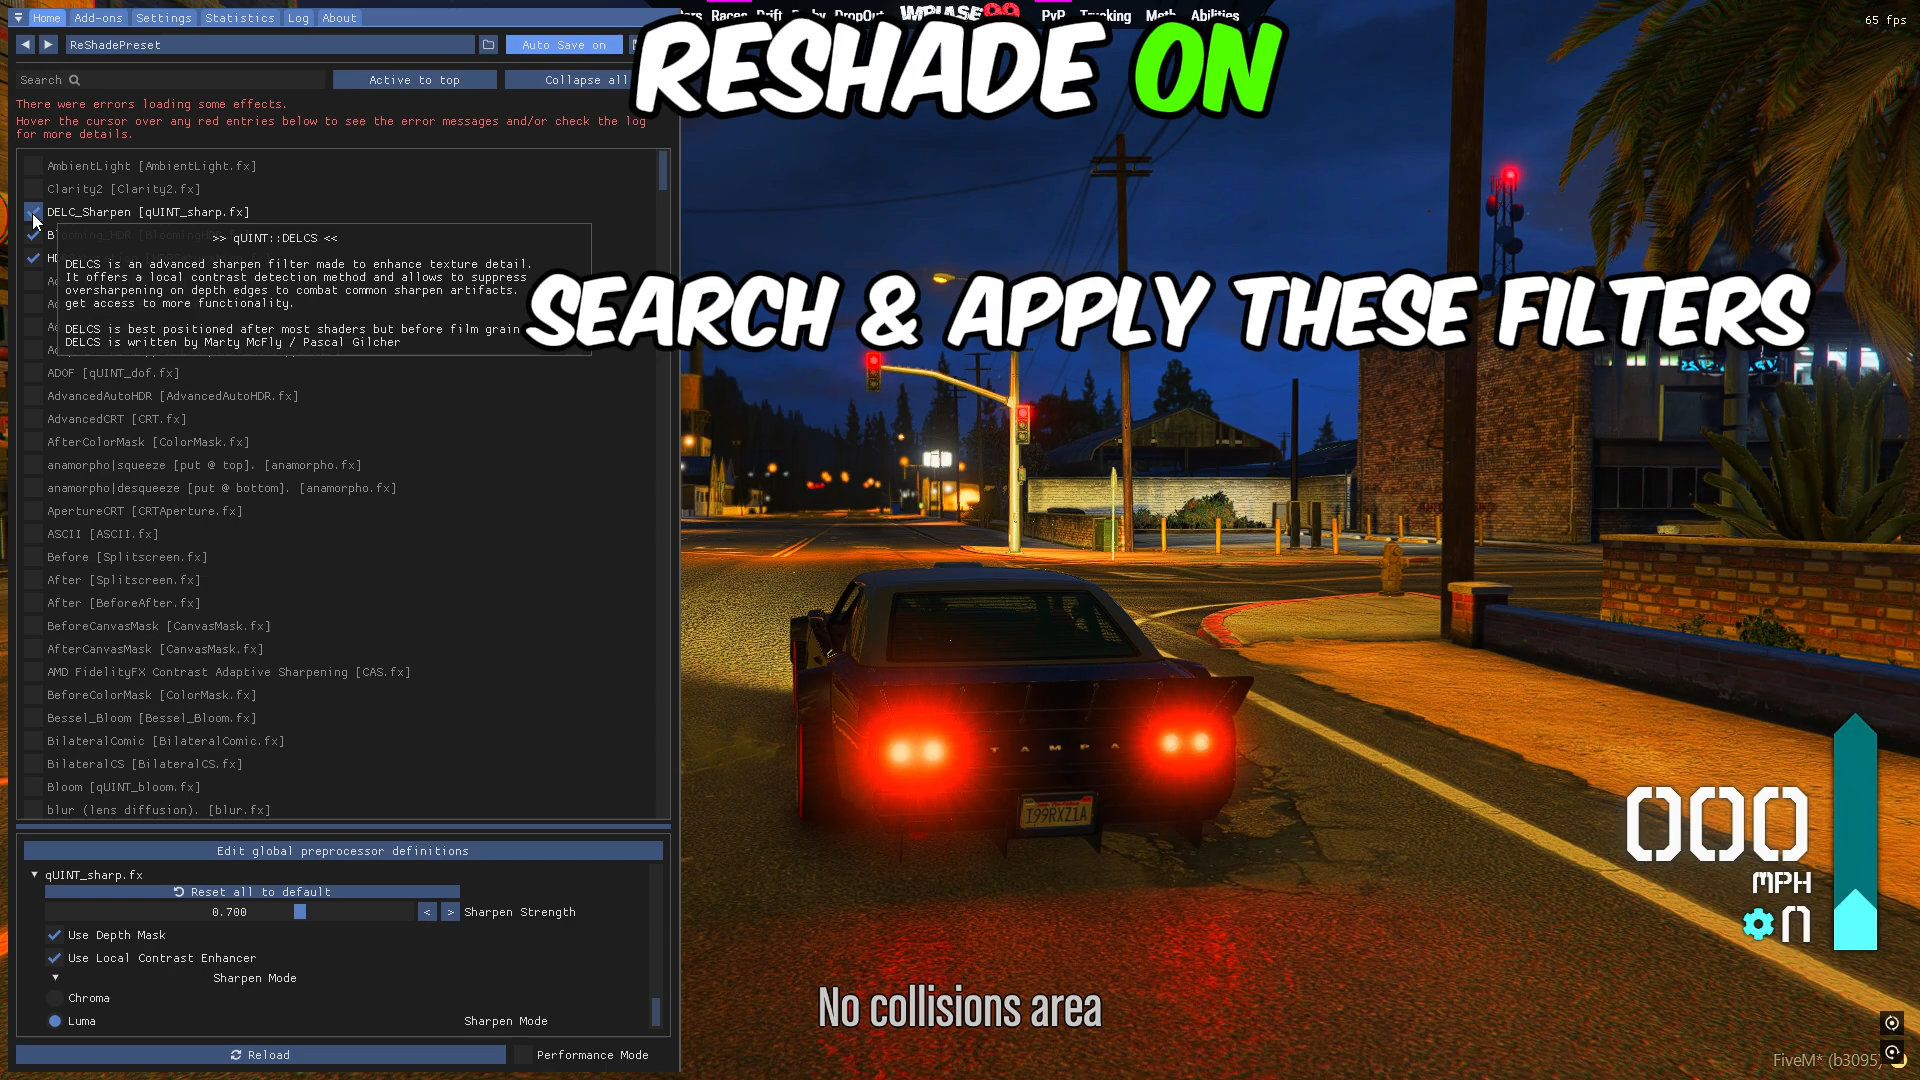 Home Add-ons Settings Statistics Log About
Races Drift DropOut PvP Trucking Meth Abilities
65 fps
ReShadePreset
Auto Save on
RESHADE ON
Search
Active to top
Collapse all
There were errors loading some effects.
Hover the cursor over any red entries below to see the error messages and/or check the log
for more details.
AmbientLight [AmbientLight.fx]
Clarity2 [Clarity2.fx]
DELC_Sharpen [qUINT_sharp.fx]
Blooming_HDR [BloomingHDR.f
>> qUINT::DELCS <<
DELCS is an advanced sharpen filter made to enhance texture detail.
It offers a local contrast detection method and allows to suppress
oversharpening on depth edges to combat common sharpen artifacts.
get access to more functionality.
DELCS is best positioned after most shaders but before film grain
DELCS is written by Marty McFly / Pascal Gilcher
SEARCH & APPLY THESE FILTERS
ADOF [qUINT_dof.fx]
AdvancedAutoHDR [AdvancedAutoHDR.fx]
AdvancedCRT [CRT.fx]
AfterColorMask [ColorMask.fx]
anamorpho|squeeze [put @ top]. [anamorpho.fx]
anamorpho|desqueeze [put @ bottom]. [anamorpho.fx]
ApertureCRT [CRTAperture.fx]
ASCII [ASCII.fx]
Before [Splitscreen.fx]
After [Splitscreen.fx]
After [BeforeAfter.fx]
BeforeCanvasMask [CanvasMask.fx]
AfterCanvasMask [CanvasMask.fx]
AMD FidelityFX Contrast Adaptive Sharpening [CAS.fx]
BeforeColorMask [ColorMask.fx]
Bessel_Bloom [Bessel_Bloom.fx]
BilateralComic [BilateralComic.fx]
BilateralCS [BilateralCS.fx]
Bloom [qUINT_bloom.fx]
blur (lens diffusion). [blur.fx]
TAMPA
I99RXZ1A
Edit global preprocessor definitions
qUINT_sharp.fx
Reset all to default
0.700 < > Sharpen Strength
Use Depth Mask
Use Local Contrast Enhancer
Sharpen Mode
Chroma
Luma
Sharpen Mode
Reload
Performance Mode
000
MPH
N
No collisions area
FiveM* (b3095)